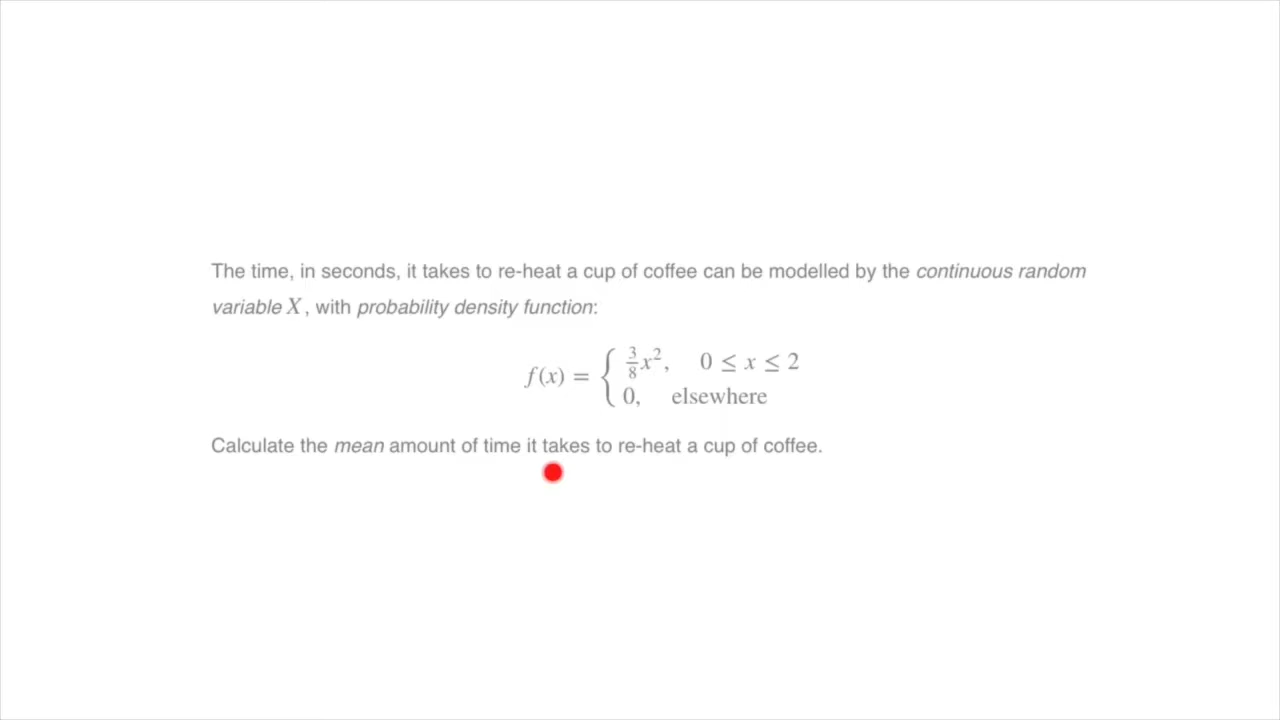 The time, in seconds, it takes to re-heat a cup of coffee can be modelled by the continuous random
variable X, with probability density function:
f(x) = { 3/8 x², 0 ≤ x ≤ 2
0, elsewhere
Calculate the mean amount of time it takes to re-heat a cup of coffee.